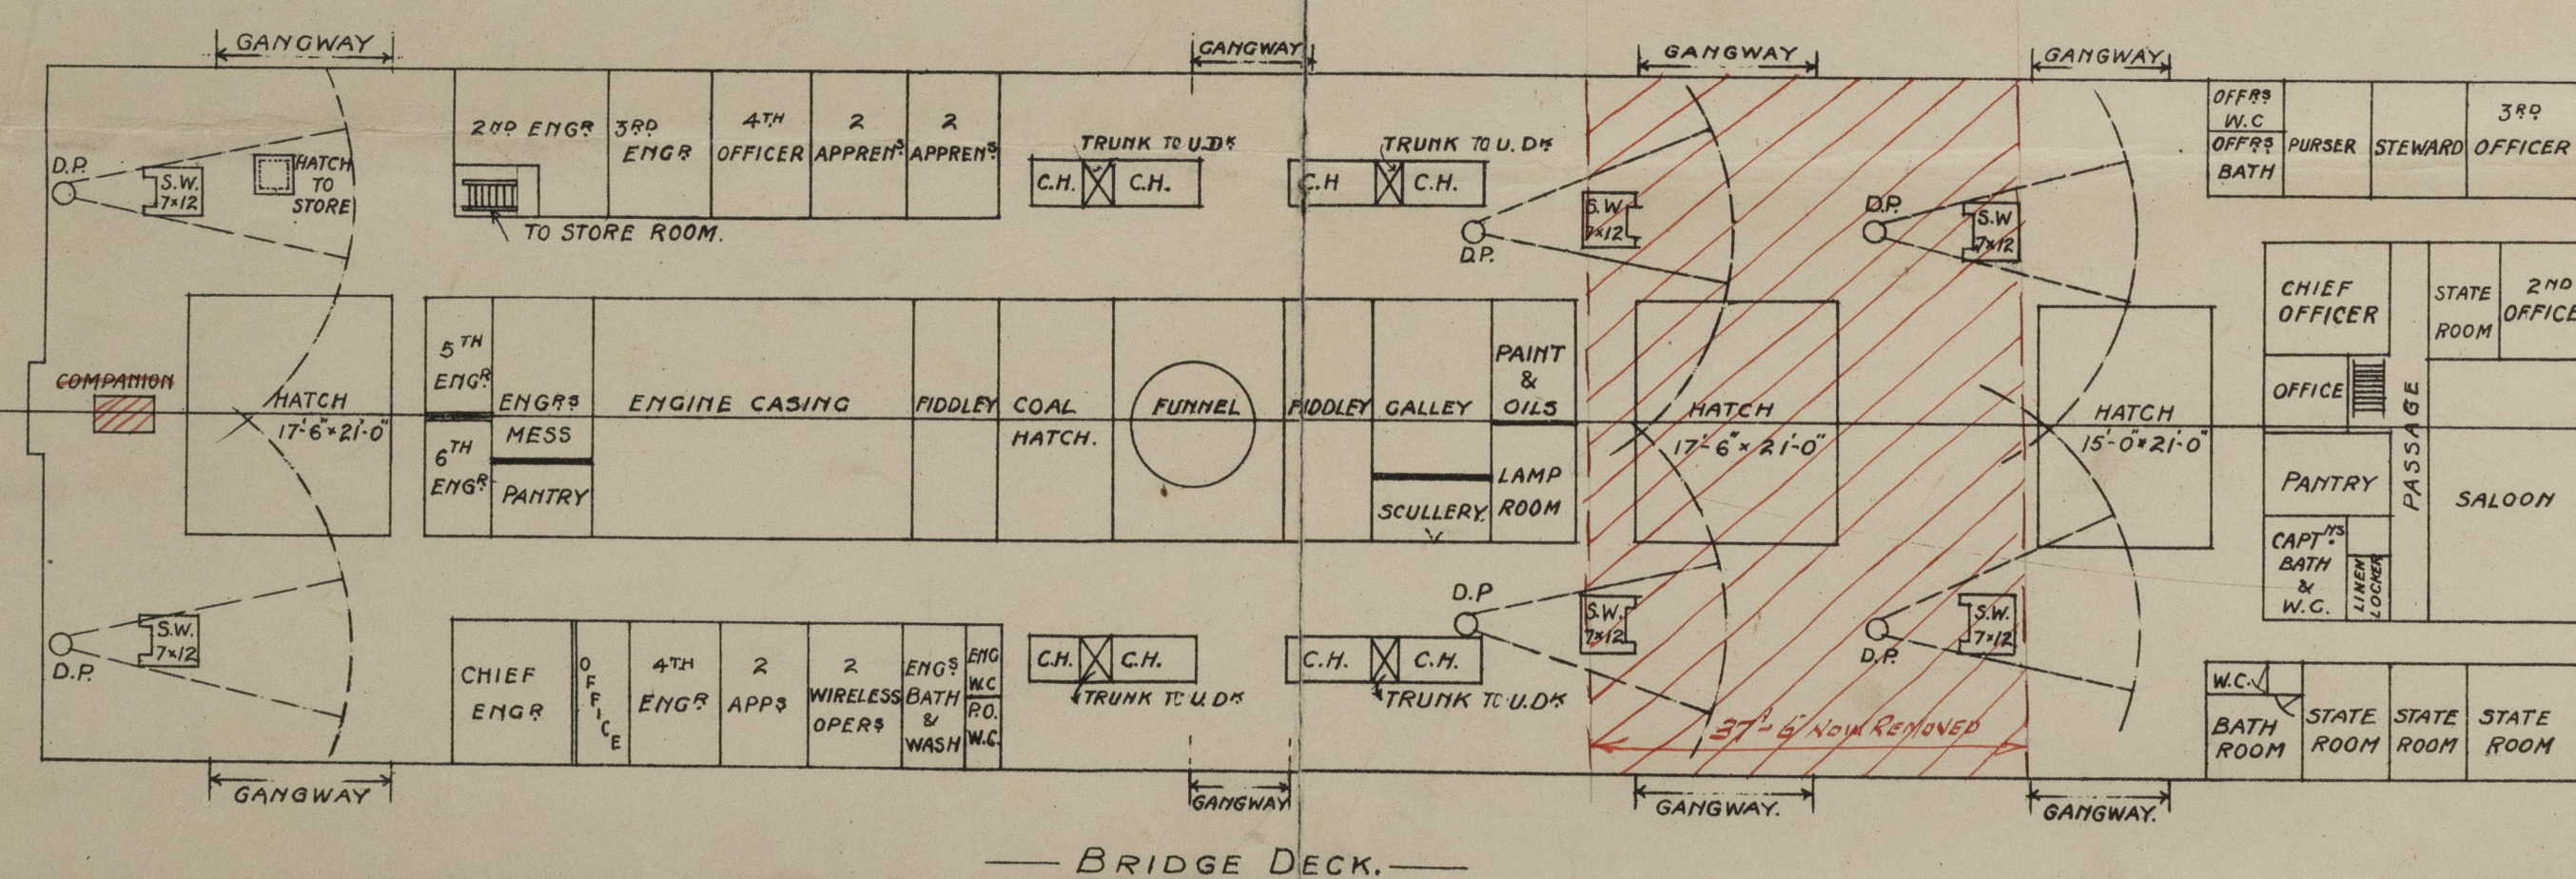 GANGWAY
GANGWAY
GANGWAY
GANGWAY
D.P.
S.W.
7×12
HATCH
TO
STORE
2ND ENGR
TO STORE ROOM.
3RD
ENGR
4TH
OFFICER
2
APPRENS
2
APPRENS
TRUNK TO U.DK
C.H.
C.H.
TRUNK TO U.DK
C.H
C.H.
D.P.
S.W.
7×12
D.P.
S.W
7×12
OFFRS
W.C
OFFRS
BATH
PURSER
STEWARD
3RD
OFFICER
COMPANION
HATCH
17'-6"×21'-0"
5TH
ENGR
6TH
ENGR
ENGRS
MESS
PANTRY
ENGINE CASING
FIDDLEY
COAL
HATCH.
FUNNEL
FIDDLEY
GALLEY
SCULLERY.
PAINT
&
OILS
LAMP
ROOM
HATCH
17'-6"×21'-0"
HATCH
15'-0"×21'-0"
CHIEF
OFFICER
OFFICE
PANTRY
CAPTNS
BATH
&
W.C.
LINEN
LOCKER
PASSAGE
STATE
ROOM
2ND
OFFICE
SALOON
S.W.
7×12
D.P.
CHIEF
ENGR
OFFICE
4TH
ENGR
2
APPS
2
WIRELESS
OPERS
ENGS
BATH
&
WASH
ENG
W.C
P.O.
W.C.
C.H.
C.H.
TRUNK TO U.DK
C.H.
C.H.
TRUNK TO U.DK
D.P
S.W.
7×12
D.P.
S.W.
7×12
37'-6" NOW REMOVED
W.C.
BATH
ROOM
STATE
ROOM
STATE
ROOM
STATE
ROOM
GANGWAY
GANGWAY
GANGWAY.
GANGWAY.
BRIDGE DECK.